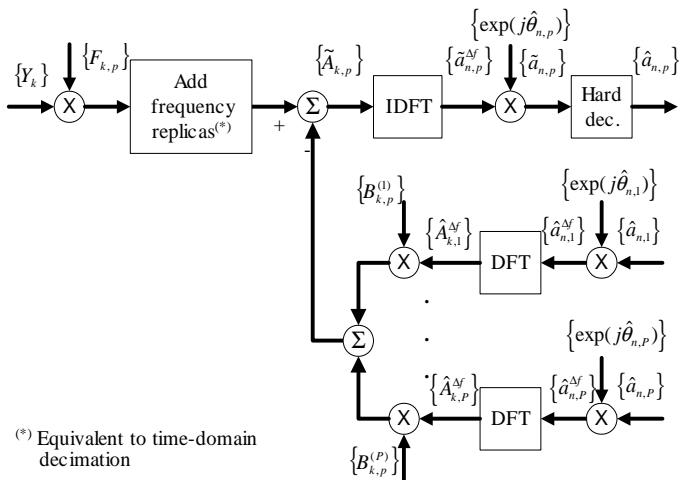 {exp(jθ̂_{n,p})}
{Y_k}
{F_{k,p}}
{Ã_{k,p}}
{ã^{Δf}_{n,p}}
{ã_{n,p}}
{â_{n,p}}
X
Add
frequency
replicas(*)
+
Σ
-
IDFT
X
Hard
dec.
{B^{(1)}_{k,p}}
{exp(jθ̂_{n,1})}
{Â^{Δf}_{k,1}}
{â^{Δf}_{n,1}}
{â_{n,1}}
X
DFT
X
.
.
.
Σ
{exp(jθ̂_{n,P})}
{Â^{Δf}_{k,P}}
{â^{Δf}_{n,P}}
{â_{n,P}}
X
DFT
X
{B^{(P)}_{k,p}}
(*) Equivalent to time-domain
decimation